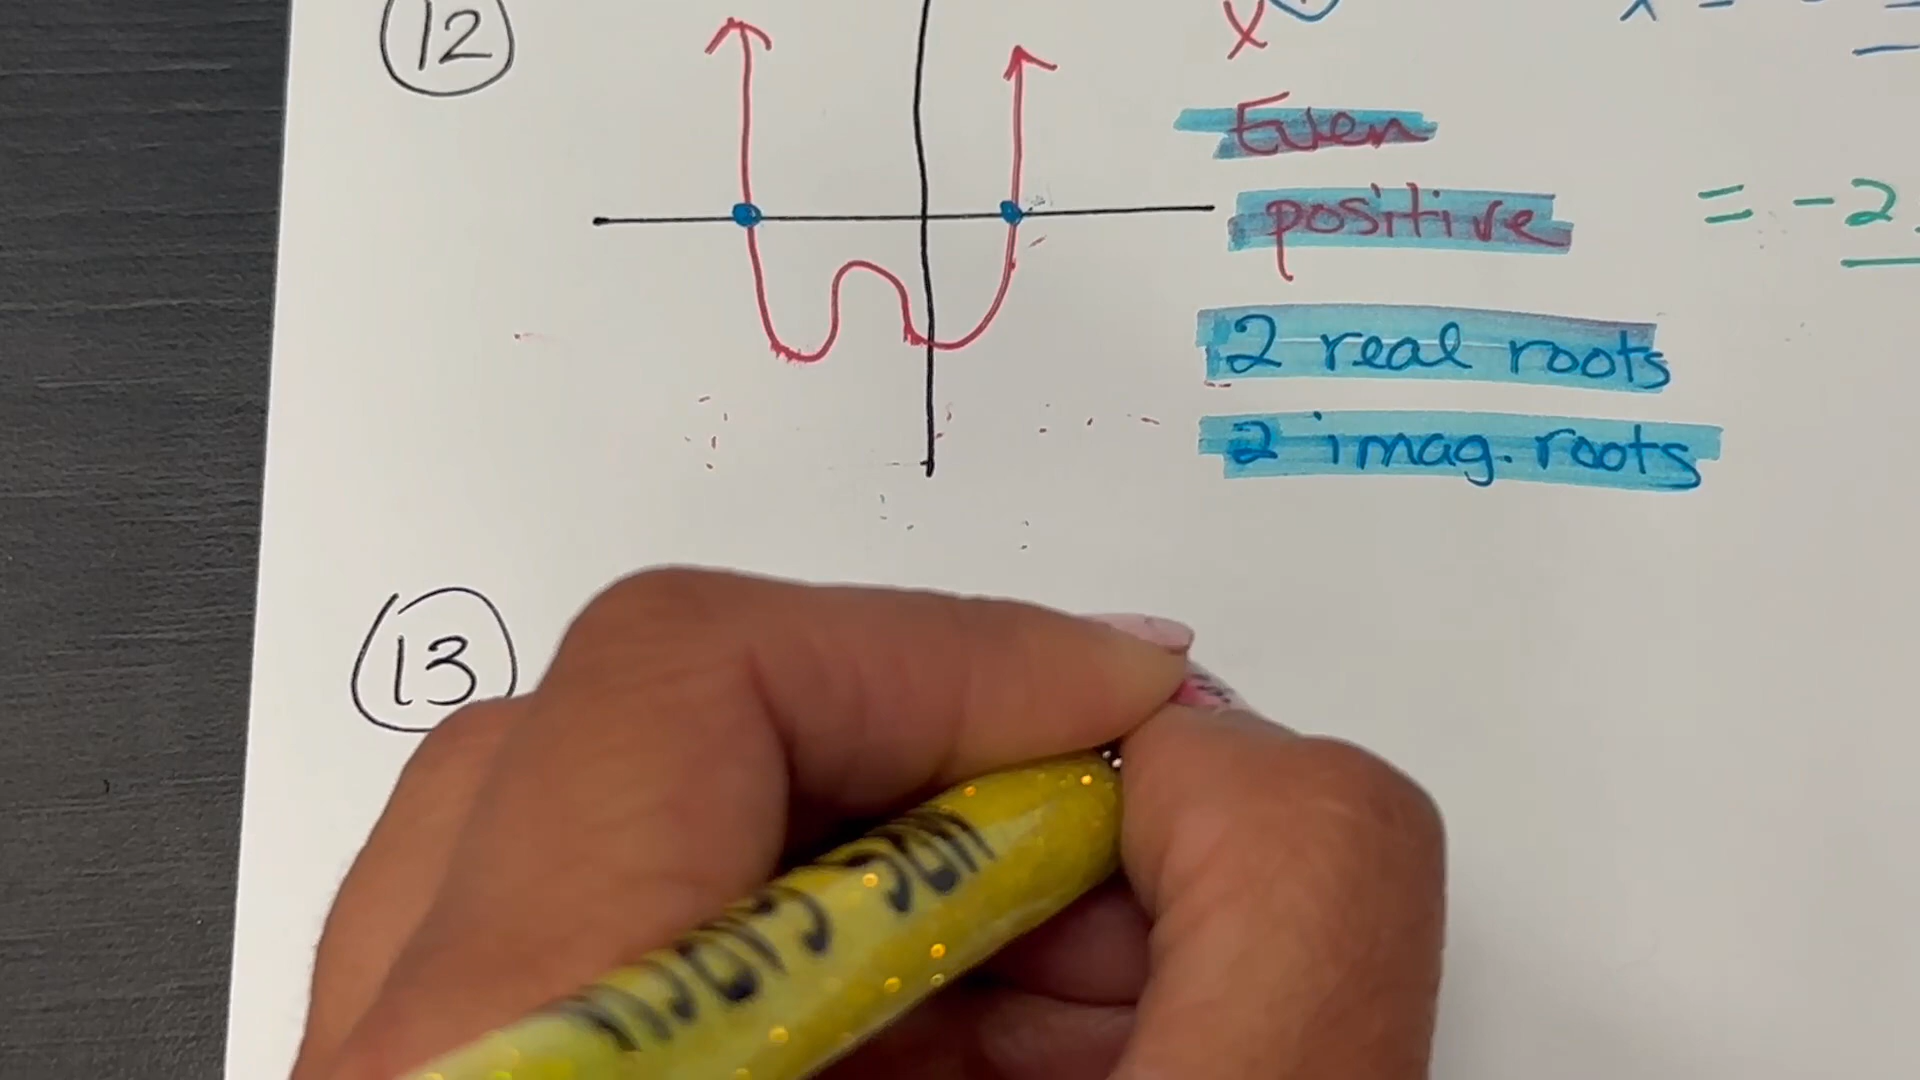 12
x
x =
Even
positive
= -2
2 real roots
2 imag. roots
13